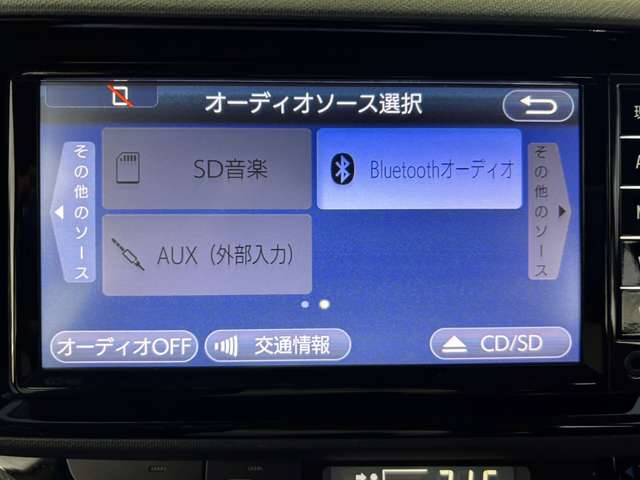 オーディオソース選択
その他のソース
SD音楽
Bluetoothオーディオ
その他のソース
AUX（外部入力）
オーディオOFF
交通情報
CD/SD